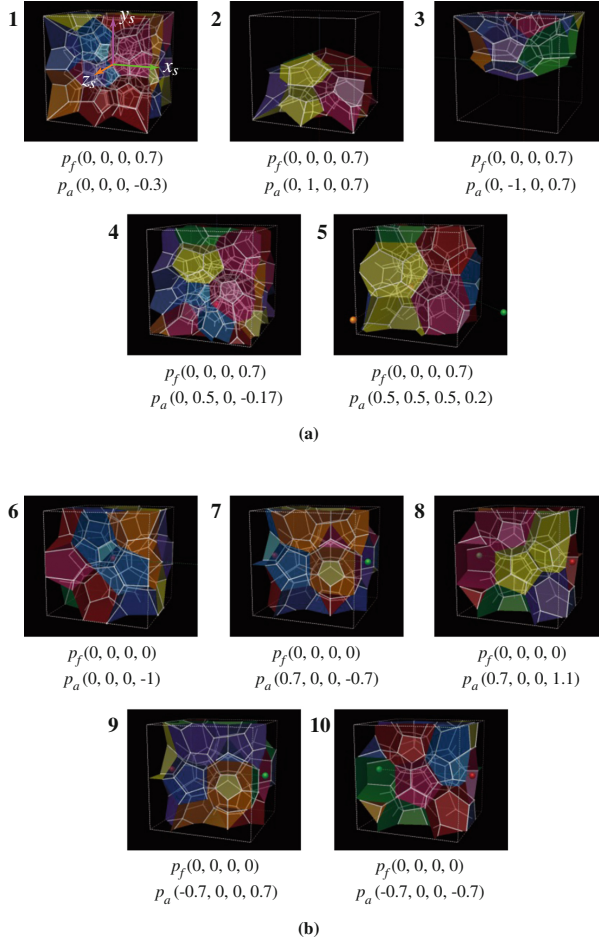 1
2
3
y_s
x_s
z_s
p_f(0, 0, 0, 0.7)
p_a(0, 0, 0, -0.3)
p_f(0, 0, 0, 0.7)
p_a(0, 1, 0, 0.7)
p_f(0, 0, 0, 0.7)
p_a(0, -1, 0, 0.7)
4
5
p_f(0, 0, 0, 0.7)
p_a(0, 0.5, 0, -0.17)
p_f(0, 0, 0, 0.7)
p_a(0.5, 0.5, 0.5, 0.2)
(a)
6
7
8
p_f(0, 0, 0, 0)
p_a(0, 0, 0, -1)
p_f(0, 0, 0, 0)
p_a(0.7, 0, 0, -0.7)
p_f(0, 0, 0, 0)
p_a(0.7, 0, 0, 1.1)
9
10
p_f(0, 0, 0, 0)
p_a(-0.7, 0, 0, 0.7)
p_f(0, 0, 0, 0)
p_a(-0.7, 0, 0, -0.7)
(b)